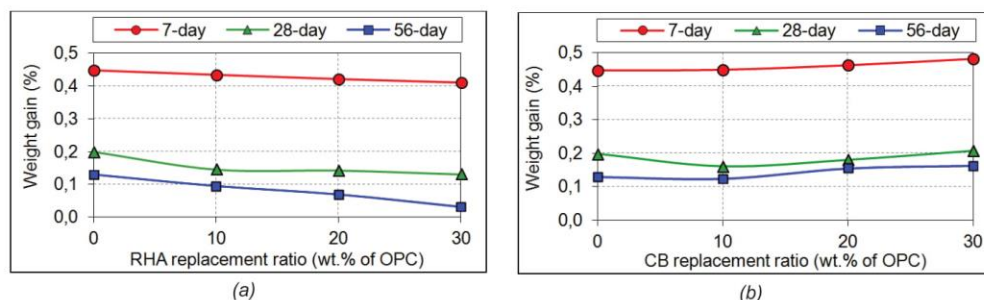 7-day 28-day 56-day
Weight gain (%)
0,5
0,4
0,3
0,2
0,1
0,0
0 10 20 30
RHA replacement ratio (wt.% of OPC)
(a)
7-day 28-day 56-day
Weight gain (%)
0,5
0,4
0,3
0,2
0,1
0,0
0 10 20 30
CB replacement ratio (wt.% of OPC)
(b)